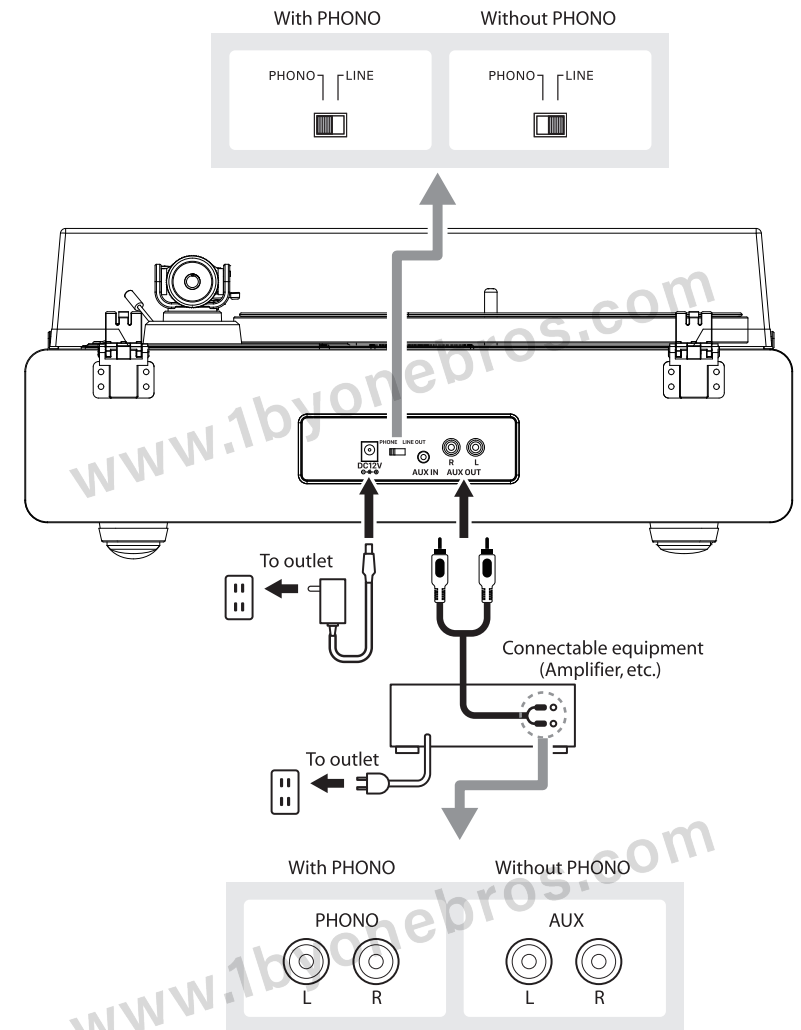 With PHONO Without PHONO
PHONO LINE PHONO LINE
www.1byonebros.com
PHONE LINE OUT
DC12V
AUX IN
R L
AUX OUT
To outlet
Connectable equipment
(Amplifier, etc.)
To outlet
With PHONO Without PHONO
PHONO AUX
L R L R
www.1byonebros.com